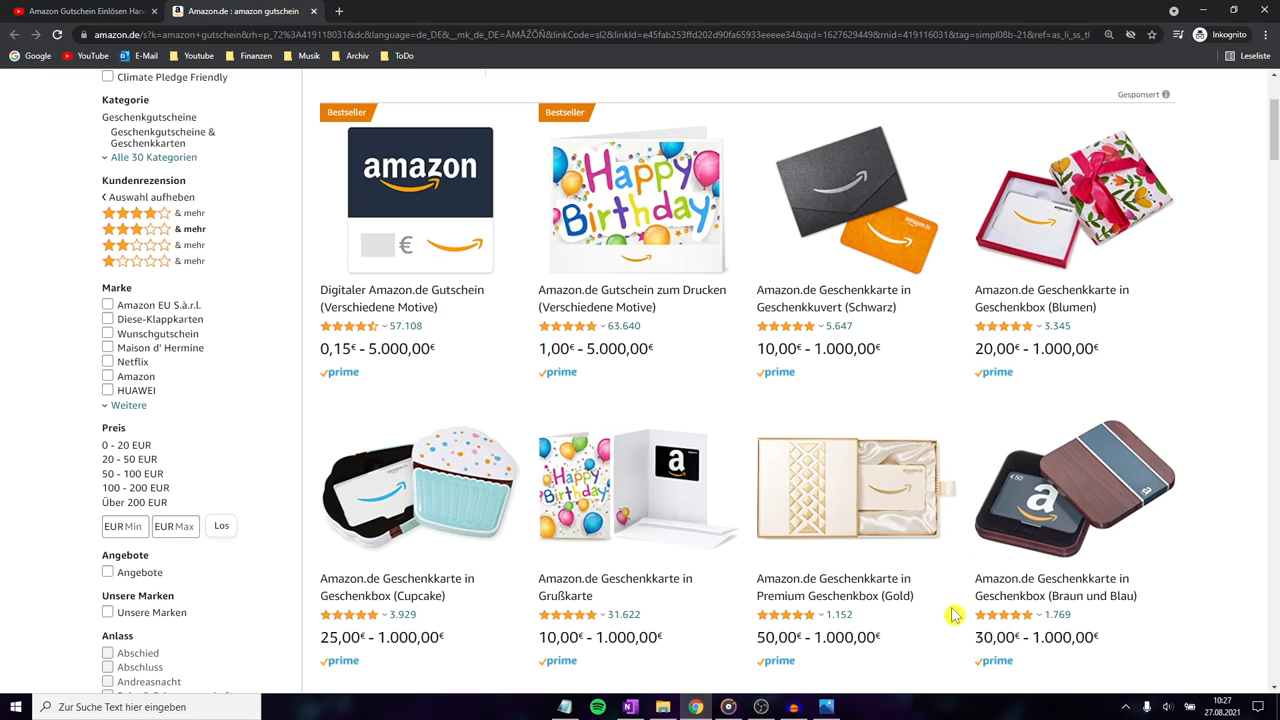 Amazon Gutschein Einlösen Han
amazon.de : amazon gutschein
amazon.de/s?k=amazon+gutschein&rh=p_72%3A419118031&dc&language=de_DE&__mk_de_DE=ÅMÅŽÕÑ&linkCode=sl2&linkId=e45fab253ffd202d90fa65933eeeee34&qid=1627629449&rnid=419116031&tag=simpl08b-21&ref=as_li_ss_tl
Inkognito
Google
YouTube
E-Mail
Youtube
Finanzen
Musik
Archiv
ToDo
Leseliste
Climate Pledge Friendly
Kategorie
Geschenkgutscheine
Geschenkgutscheine &
Geschenkkarten
Alle 30 Kategorien
Kundenrezension
Auswahl aufheben
& mehr
& mehr
& mehr
& mehr
Marke
Amazon EU S.à.r.l.
Diese-Klappkarten
Wunschgutschein
Maison d' Hermine
Netflix
Amazon
HUAWEI
Weitere
Preis
0 - 20 EUR
20 - 50 EUR
50 - 100 EUR
100 - 200 EUR
Über 200 EUR
EUR Min
EUR Max
Los
Angebote
Angebote
Unsere Marken
Unsere Marken
Anlass
Abschied
Abschluss
Andreasnacht
Gesponsert
Bestseller
amazon
€
Digitaler Amazon.de Gutschein
(Verschiedene Motive)
57.108
0,15€ - 5.000,00€
prime
Bestseller
Happy
Birthday
Amazon.de Gutschein zum Drucken
(Verschiedene Motive)
63.640
1,00€ - 5.000,00€
prime
amazon.de
Amazon.de Geschenkkarte in
Geschenkkuvert (Schwarz)
5.647
10,00€ - 1.000,00€
prime
Amazon.de Geschenkkarte in
Geschenkbox (Blumen)
3.345
20,00€ - 1.000,00€
prime
Amazon.de Geschenkkarte in
Geschenkbox (Cupcake)
3.929
25,00€ - 1.000,00€
prime
Happy
Birthday
a
Amazon.de Geschenkkarte in
Grußkarte
31.622
10,00€ - 1.000,00€
prime
Amazon.de Geschenkkarte in
Premium Geschenkbox (Gold)
1.152
50,00€ - 1.000,00€
prime
€50
a
Amazon.de Geschenkkarte in
Geschenkbox (Braun und Blau)
1.769
30,00€ - 1.000,00€
prime
Zur Suche Text hier eingeben
10:27
27.08.2021